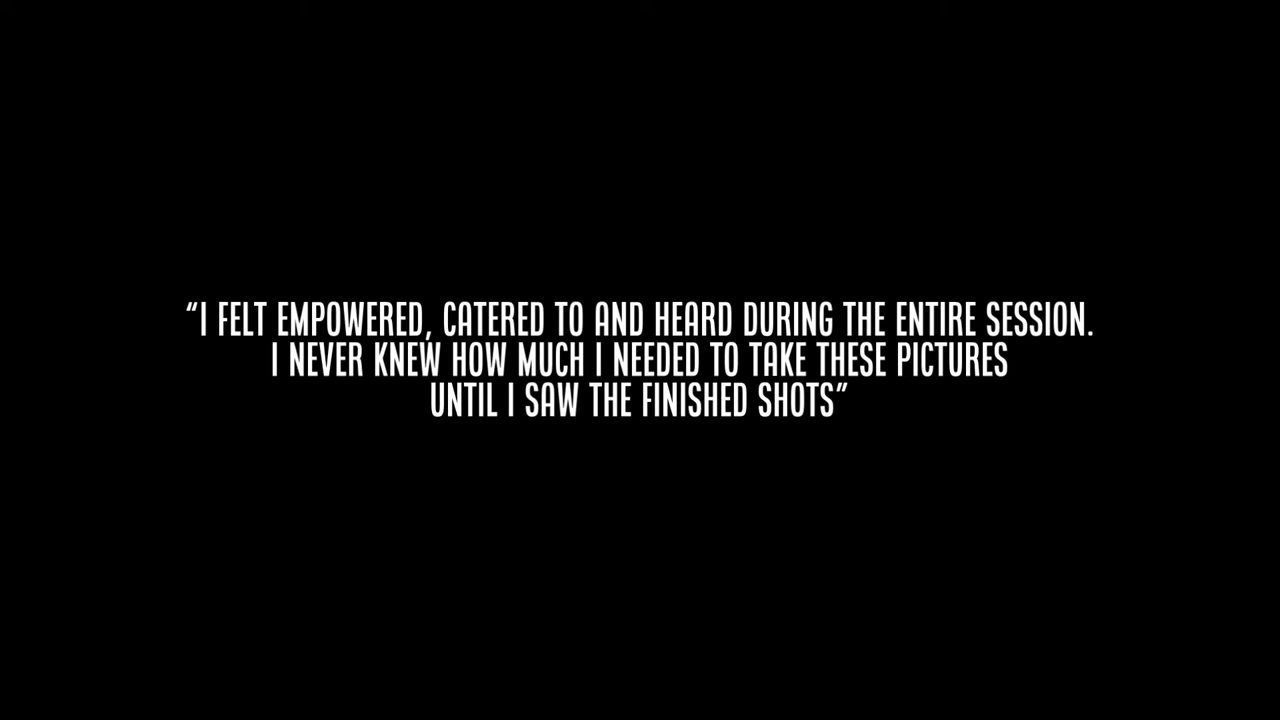 “I FELT EMPOWERED, CATERED TO AND HEARD DURING THE ENTIRE SESSION.
I NEVER KNEW HOW MUCH I NEEDED TO TAKE THESE PICTURES
UNTIL I SAW THE FINISHED SHOTS”